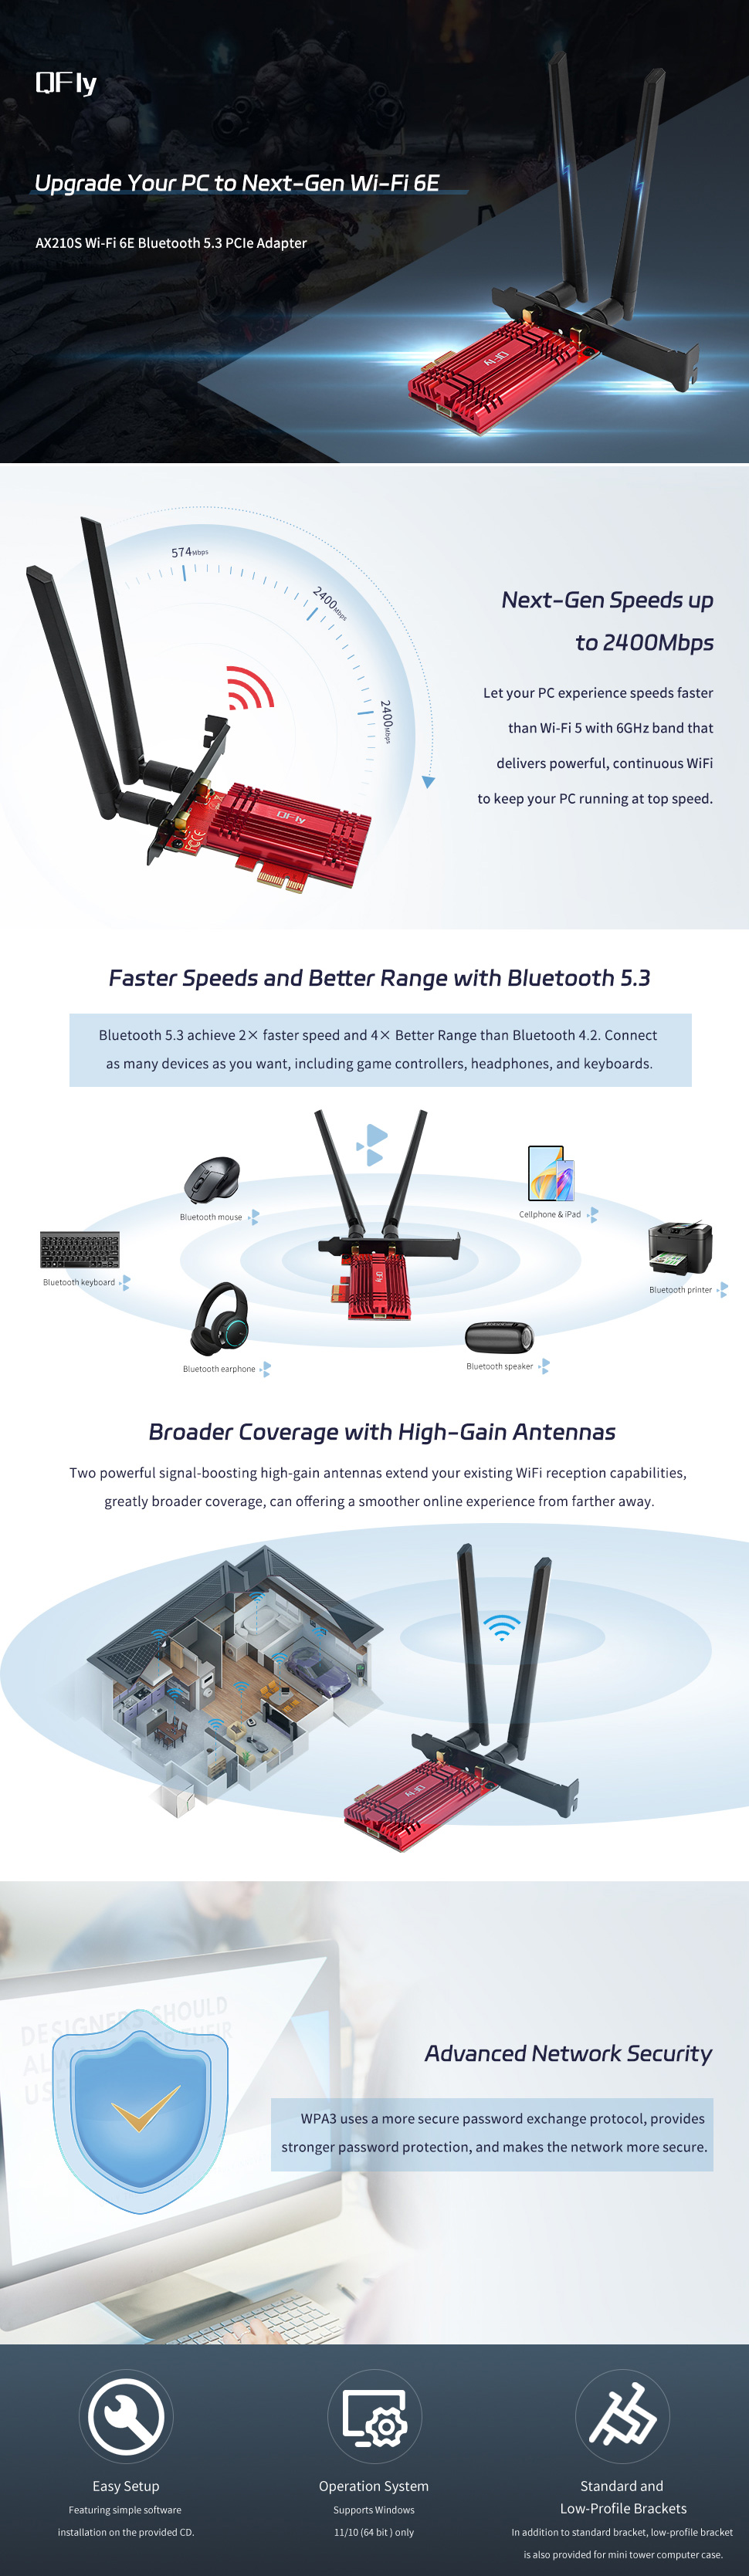 QFly
Upgrade Your PC to Next-Gen Wi-Fi 6E
AX210S Wi-Fi 6E Bluetooth 5.3 PCIe Adapter
QFly
574Mbps
2400Mbps
2400Mbps
QFly
Next-Gen Speeds up
to 2400Mbps
Let your PC experience speeds faster
than Wi-Fi 5 with 6GHz band that
delivers powerful, continuous WiFi
to keep your PC running at top speed.
Faster Speeds and Better Range with Bluetooth 5.3
Bluetooth 5.3 achieve 2× faster speed and 4× Better Range than Bluetooth 4.2. Connect
as many devices as you want, including game controllers, headphones, and keyboards.
Bluetooth mouse
Cellphone & iPad
Bluetooth keyboard
QFly
Bluetooth printer
Bluetooth earphone
Bluetooth speaker
Broader Coverage with High-Gain Antennas
Two powerful signal-boosting high-gain antennas extend your existing WiFi reception capabilities,
greatly broader coverage, can offering a smoother online experience from farther away.
QFly
DESIGNERS SHOULD
Advanced Network Security
WPA3 uses a more secure password exchange protocol, provides
stronger password protection, and makes the network more secure.
Easy Setup
Featuring simple software
installation on the provided CD.
Operation System
Supports Windows
11/10 (64 bit ) only
Standard and
Low-Profile Brackets
In addition to standard bracket, low-profile bracket
is also provided for mini tower computer case.